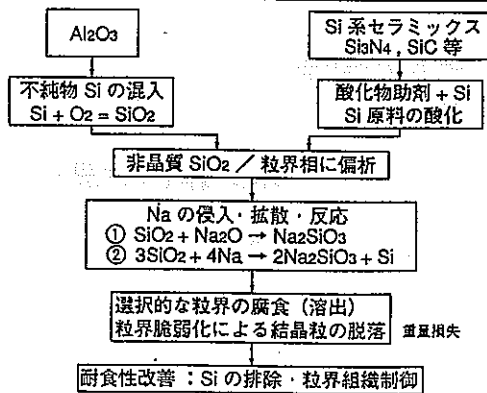 Al2O3
Si 系セラミックス
Si3N4 , SiC 等
不純物 Si の混入
Si + O2 = SiO2
酸化物助剤 + Si
Si 原料の酸化
非晶質 SiO2 ／ 粒界相に偏析
Na の侵入・拡散・反応
① SiO2 + Na2O → Na2SiO3
② 3SiO2 + 4Na → 2Na2SiO3 + Si
選択的な粒界の腐食（溶出）
粒界脆弱化による結晶粒の脱落
重量損失
耐食性改善 : Si の排除・粒界組織制御